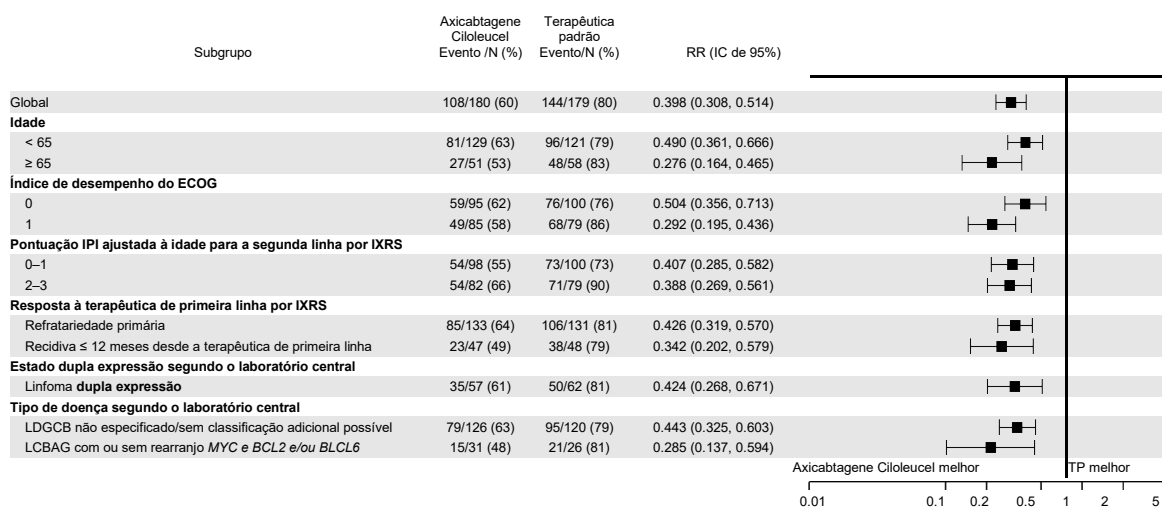 Subgrupo
Axicabtagene
Ciloleucel
Evento /N (%)
Terapêutica
padrão
Evento/N (%)
RR (IC de 95%)
Global 108/180 (60) 144/179 (80) 0.398 (0.308, 0.514)
Idade
< 65 81/129 (63) 96/121 (79) 0.490 (0.361, 0.666)
≥ 65 27/51 (53) 48/58 (83) 0.276 (0.164, 0.465)
Índice de desempenho do ECOG
0 59/95 (62) 76/100 (76) 0.504 (0.356, 0.713)
1 49/85 (58) 68/79 (86) 0.292 (0.195, 0.436)
Pontuação IPI ajustada à idade para a segunda linha por IXRS
0–1 54/98 (55) 73/100 (73) 0.407 (0.285, 0.582)
2–3 54/82 (66) 71/79 (90) 0.388 (0.269, 0.561)
Resposta à terapêutica de primeira linha por IXRS
Refratariedade primária 85/133 (64) 106/131 (81) 0.426 (0.319, 0.570)
Recidiva ≤ 12 meses desde a terapêutica de primeira linha 23/47 (49) 38/48 (79) 0.342 (0.202, 0.579)
Estado dupla expressão segundo o laboratório central
Linfoma dupla expressão 35/57 (61) 50/62 (81) 0.424 (0.268, 0.671)
Tipo de doença segundo o laboratório central
LDGCB não especificado/sem classificação adicional possível 79/126 (63) 95/120 (79) 0.443 (0.325, 0.603)
LCBAG com ou sem rearranjo MYC e BCL2 e/ou BLCL6 15/31 (48) 21/26 (81) 0.285 (0.137, 0.594)
Axicabtagene Ciloleucel melhor TP melhor
0.01 0.1 0.2 0.5 1 2 5